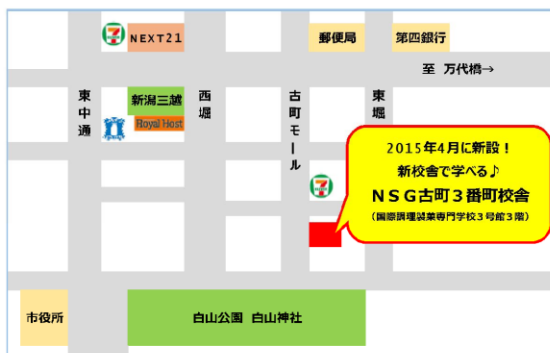 NEXT21
郵便局
第四銀行
至 万代橋→
東中通
新潟三越
Royal Host
西堀
古町モール
東堀
2015年4月に新設！
新校舎で学べる♪
NSG古町3番町校舎
（国際調理製菓専門学校3号館3階）
市役所
白山公園 白山神社